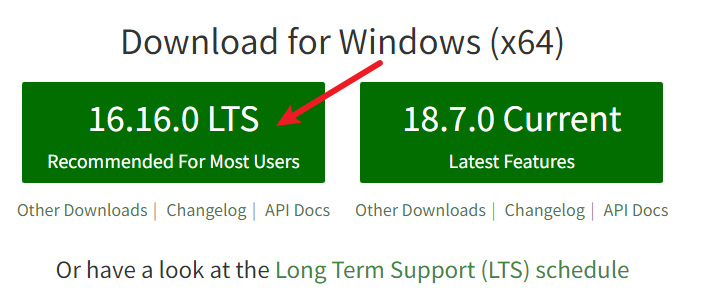 Download for Windows (x64)
16.16.0 LTS
Recommended For Most Users
18.7.0 Current
Latest Features
Other Downloads | Changelog | API Docs
Other Downloads | Changelog | API Docs
Or have a look at the Long Term Support (LTS) schedule